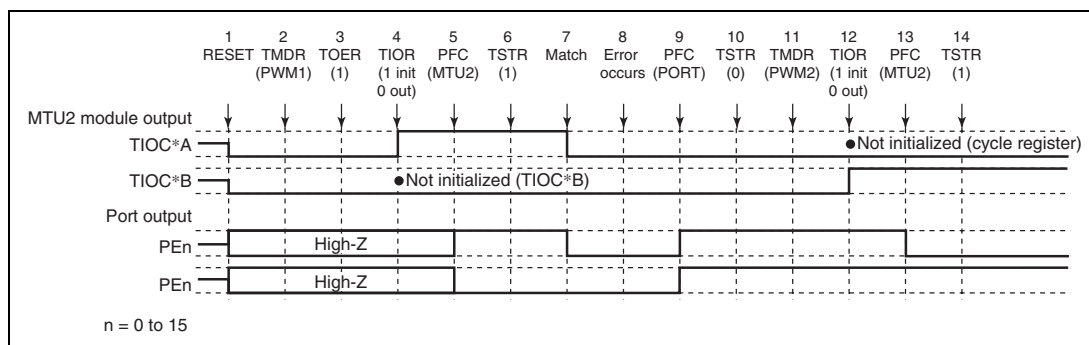 1 2 3 4 5 6 7 8 9 10 11 12 13 14
RESET TMDR TOER TIOR PFC TSTR Match Error PFC TSTR TMDR TIOR PFC TSTR
(PWM1) (1) (1 init (MTU2) (1) occurs (PORT) (0) (PWM2) (1 init (MTU2) (1)
0 out) 0 out)
MTU2 module output
TIOC*A ●Not initialized (cycle register)
TIOC*B ●Not initialized (TIOC*B)
Port output
PEn High-Z
PEn High-Z
n = 0 to 15